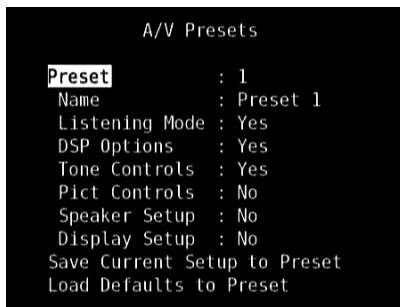 A/V Presets
Preset : 1
Name : Preset 1
Listening Mode : Yes
DSP Options : Yes
Tone Controls : Yes
Pict Controls : No
Speaker Setup : No
Display Setup : No
Save Current Setup to Preset
Load Defaults to Preset